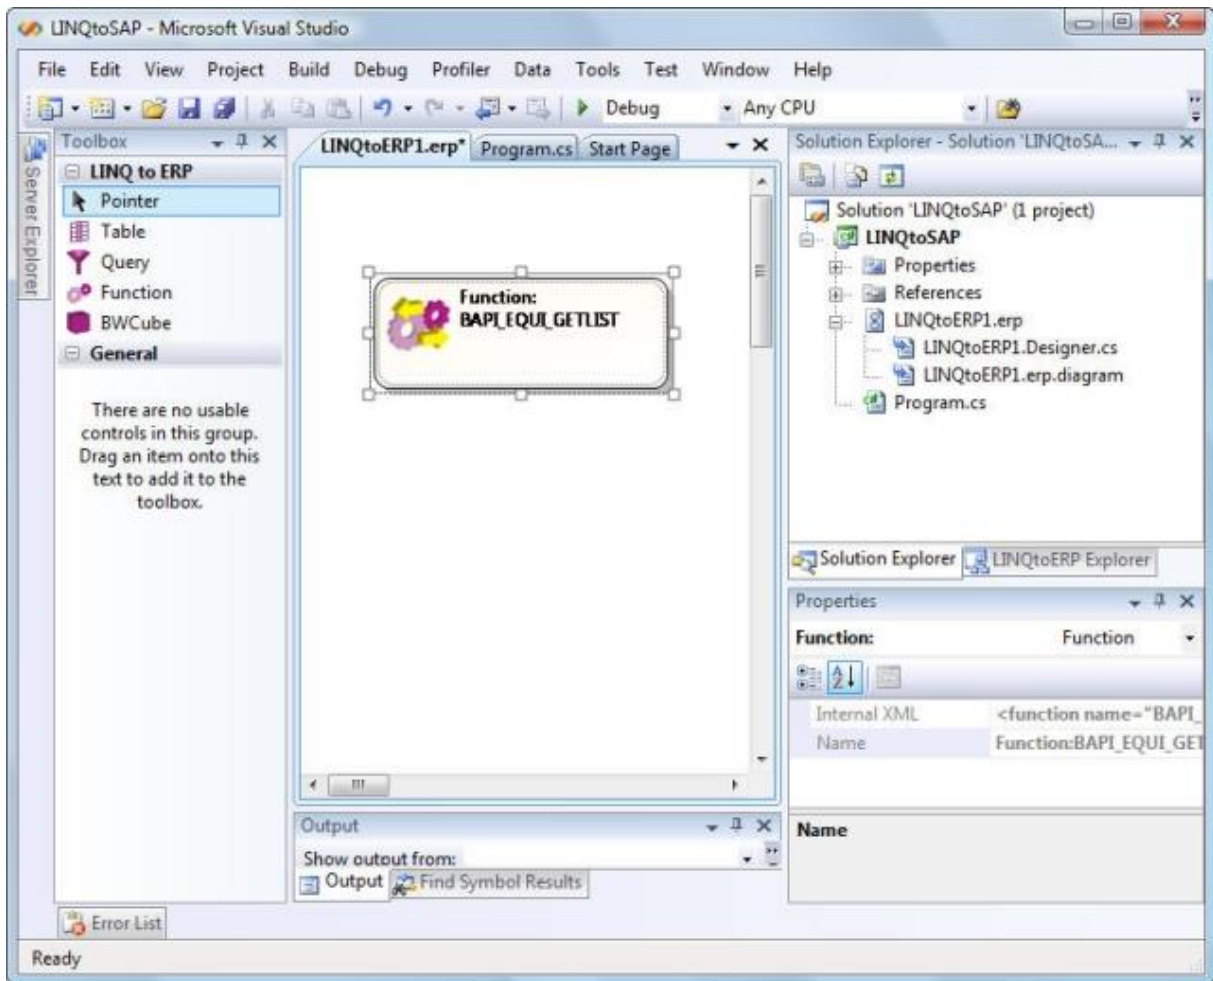 LINQtoSAP - Microsoft Visual Studio
File Edit View Project Build Debug Profiler Data Tools Test Window Help
Debug Any CPU
Server Explorer
Toolbox
LINQ to ERP
Pointer
Table
Query
Function
BWCube
General
There are no usable
controls in this group.
Drag an item onto this
text to add it to the
toolbox.
LINQtoERP1.erp* Program.cs Start Page
Function:
BAPI_EQUI_GETLIST
Output
Show output from:
Output Find Symbol Results
Solution Explorer - Solution 'LINQtoSA...
Solution 'LINQtoSAP' (1 project)
LINQtoSAP
Properties
References
LINQtoERP1.erp
LINQtoERP1.Designer.cs
LINQtoERP1.erp.diagram
Program.cs
Solution Explorer LINQtoERP Explorer
Properties
Function: Function
Internal XML <function name="BAPI_
Name Function:BAPI_EQUI_GET
Name
Error List
Ready